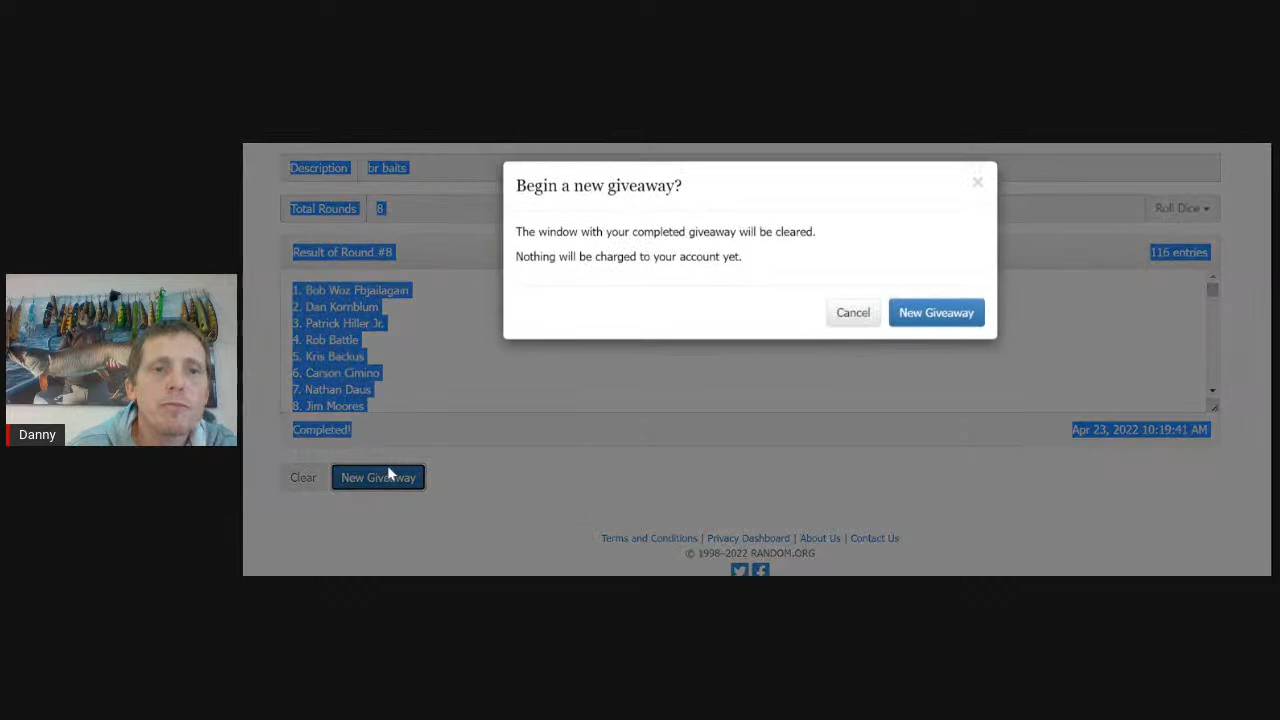 Description br baits
Total Rounds 8 Roll Dice
Result of Round #8 116 entries
1. Bob Woz Fbjailagain
2. Dan Kornblum
3. Patrick Hiller Jr.
4. Rob Battle
5. Kris Backus
6. Carson Cimino
7. Nathan Daus
8. Jim Moores
Completed! Apr 23, 2022 10:19:41 AM
Clear New Giveaway
Begin a new giveaway? ×
The window with your completed giveaway will be cleared.
Nothing will be charged to your account yet.
Cancel New Giveaway
Danny
Terms and Conditions | Privacy Dashboard | About Us | Contact Us
© 1998–2022 RANDOM.ORG